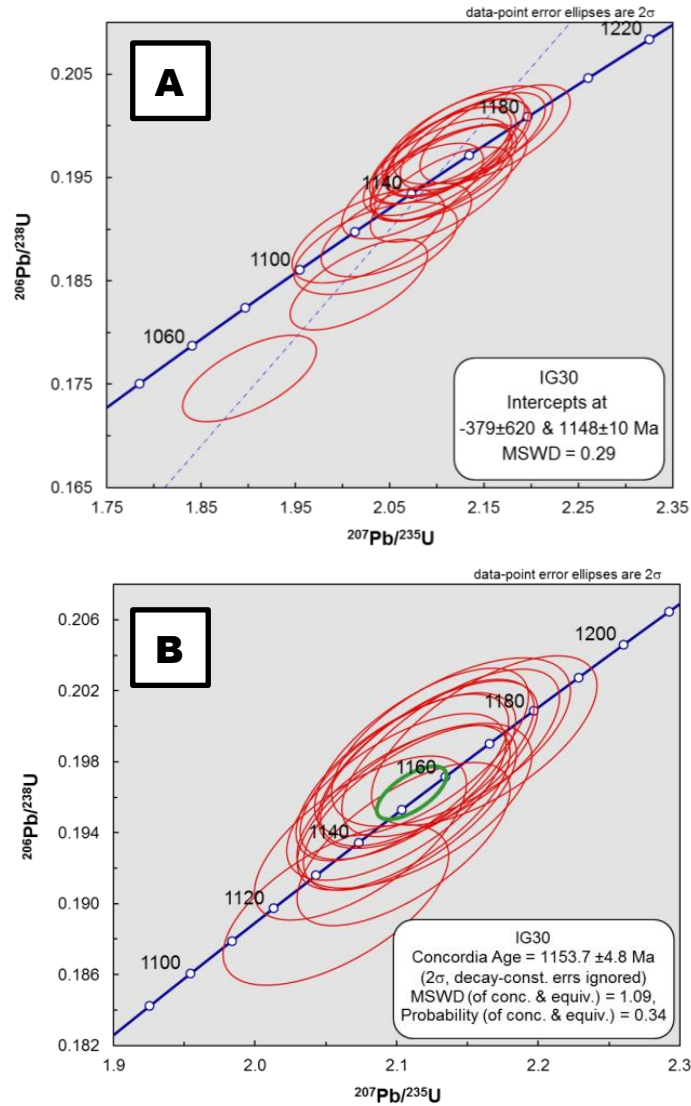 data-point error ellipses are 2σ
A
1220
0.205
1180
0.195
1140
206Pb/238U
0.185
1100
1060
0.175
IG30
Intercepts at
-379±620 & 1148±10 Ma
MSWD = 0.29
0.165
1.75 1.85 1.95 2.05 2.15 2.25 2.35
207Pb/235U
data-point error ellipses are 2σ
B
0.206
1200
0.202
1180
0.198
1160
206Pb/238U
0.194
1140
0.190
1120
0.186
1100
IG30
Concordia Age = 1153.7 ±4.8 Ma
(2σ, decay-const. errs ignored)
MSWD (of conc. & equiv.) = 1.09,
Probability (of conc. & equiv.) = 0.34
0.182
1.9 2.0 2.1 2.2 2.3
207Pb/235U